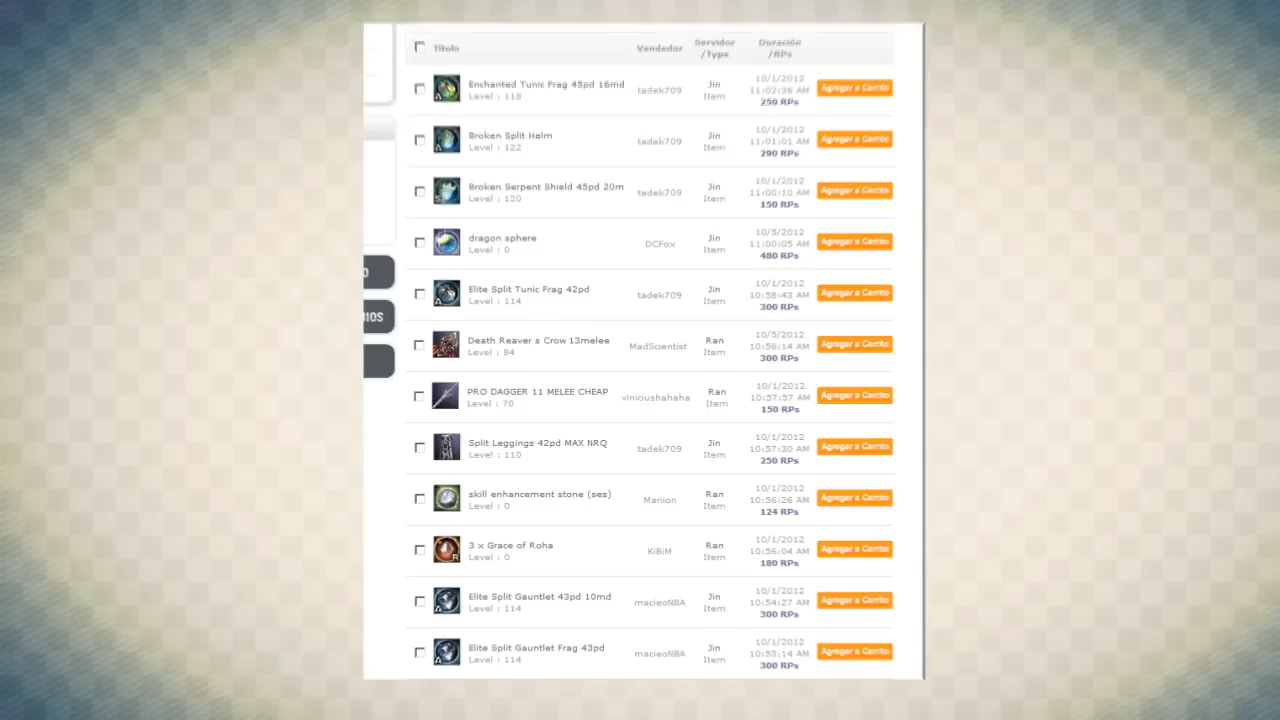 Título Vendedor Servidor /Type Duración /RPs
Enchanted Tunic Frag 45pd 16md
Level : 118
tadek709
Jin
Item
10/1/2012
11:02:36 AM
250 RPs
Agregar a Carrito
Broken Split Helm
Level : 122
tadek709
Jin
Item
10/1/2012
11:01:01 AM
290 RPs
Agregar a Carrito
Broken Serpent Shield 45pd 20m
Level : 120
tadek709
Jin
Item
10/1/2012
11:00:10 AM
150 RPs
Agregar a Carrito
dragon sphere
Level : 0
DCFox
Jin
Item
10/5/2012
11:00:05 AM
480 RPs
Agregar a Carrito
Elite Split Tunic Frag 42pd
Level : 114
tadek709
Jin
Item
10/1/2012
10:58:43 AM
300 RPs
Agregar a Carrito
Death Reaver s Crow 13melee
Level : 84
MadScientist
Ran
Item
10/5/2012
10:58:14 AM
300 RPs
Agregar a Carrito
IOS
PRO DAGGER 11 MELEE CHEAP
Level : 70
viniciushahaha
Ran
Item
10/1/2012
10:57:57 AM
150 RPs
Agregar a Carrito
Split Leggings 42pd MAX NRQ
Level : 110
tadek709
Jin
Item
10/1/2012
10:57:30 AM
250 RPs
Agregar a Carrito
skill enhancement stone (ses)
Level : 0
Mariion
Ran
Item
10/1/2012
10:56:26 AM
124 RPs
Agregar a Carrito
3 x Grace of Roha
Level : 0
KiBiM
Ran
Item
10/1/2012
10:56:04 AM
180 RPs
Agregar a Carrito
Elite Split Gauntlet 43pd 10md
Level : 114
macieoNBA
Jin
Item
10/1/2012
10:54:27 AM
300 RPs
Agregar a Carrito
Elite Split Gauntlet Frag 43pd
Level : 114
macieoNBA
Jin
Item
10/1/2012
10:53:14 AM
300 RPs
Agregar a Carrito